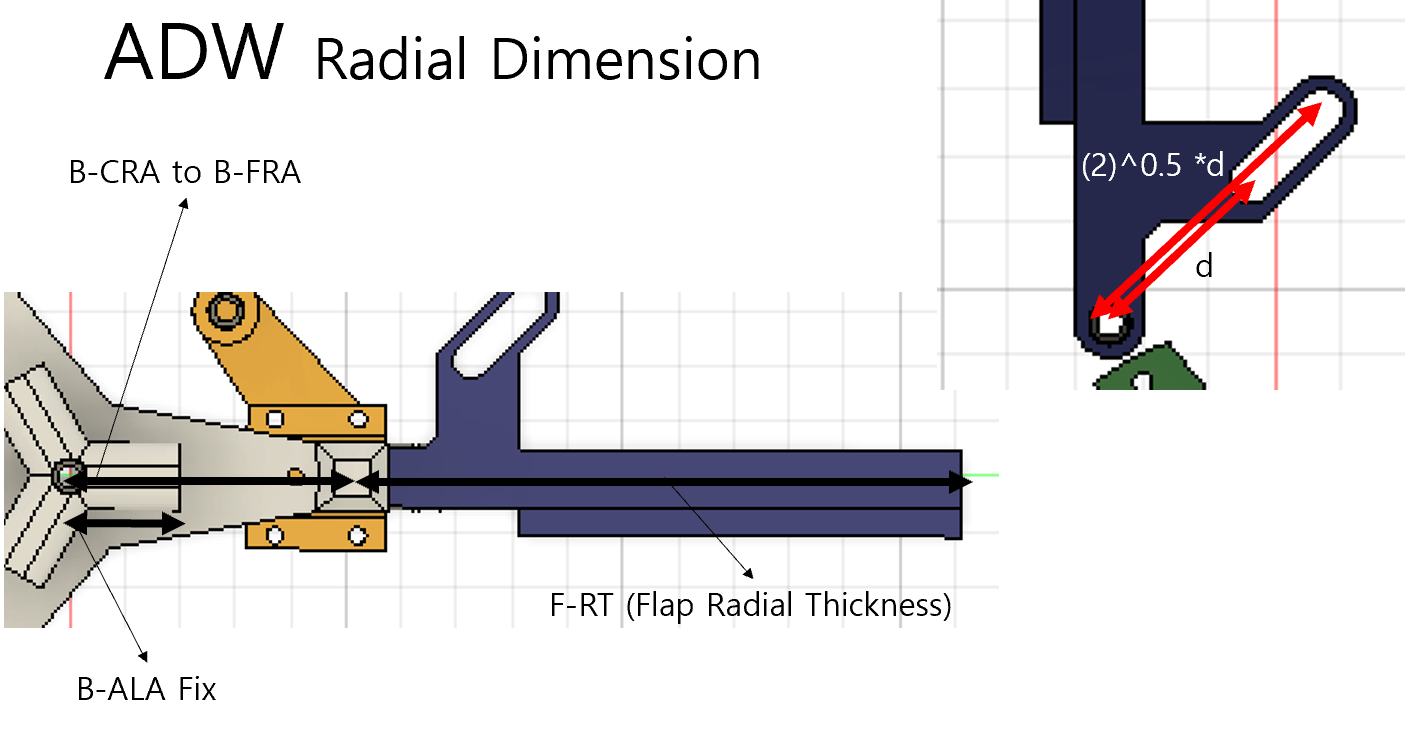 ADW Radial Dimension
B-CRA to B-FRA
(2)^0.5 *d
d
F-RT (Flap Radial Thickness)
B-ALA Fix